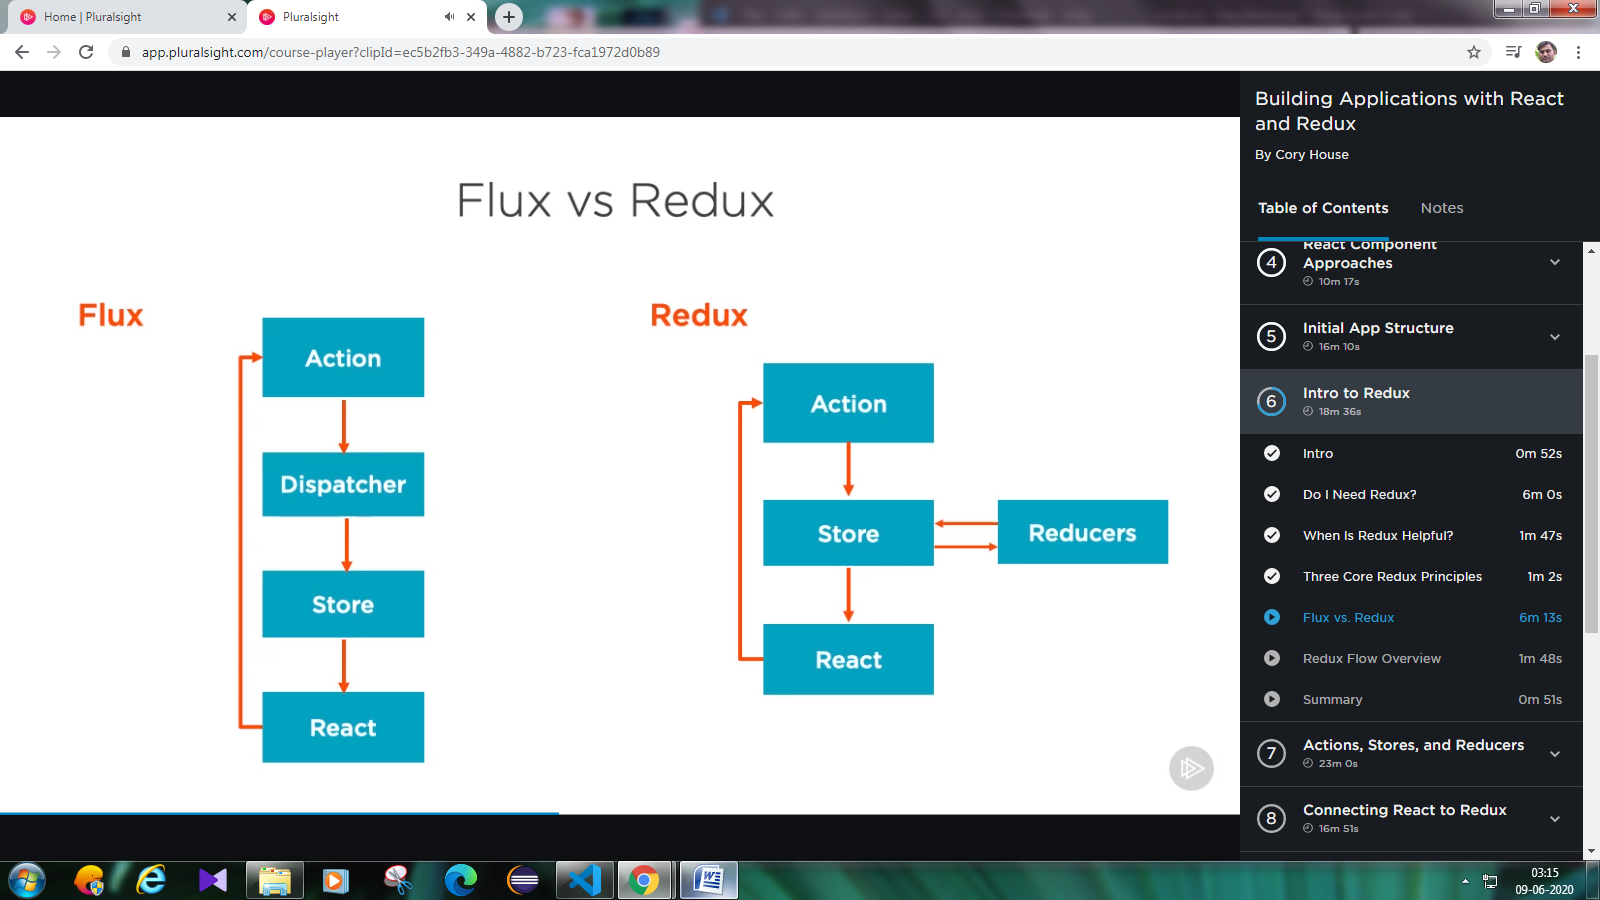 Home | Pluralsight
Pluralsight
app.pluralsight.com/course-player?clipId=ec5b2fb3-349a-4882-b723-fca1972d0b89
Flux vs Redux
Flux
Action
Dispatcher
Store
React
Redux
Action
Store
Reducers
React
Building Applications with React
and Redux
By Cory House
Table of Contents
Notes
4
React Component
Approaches
10m 17s
5
Initial App Structure
16m 10s
6
Intro to Redux
18m 36s
Intro 0m 52s
Do I Need Redux? 6m 0s
When Is Redux Helpful? 1m 47s
Three Core Redux Principles 1m 2s
Flux vs. Redux 6m 13s
Redux Flow Overview 1m 48s
Summary 0m 51s
7
Actions, Stores, and Reducers
23m 0s
8
Connecting React to Redux
16m 51s
03:15
09-06-2020